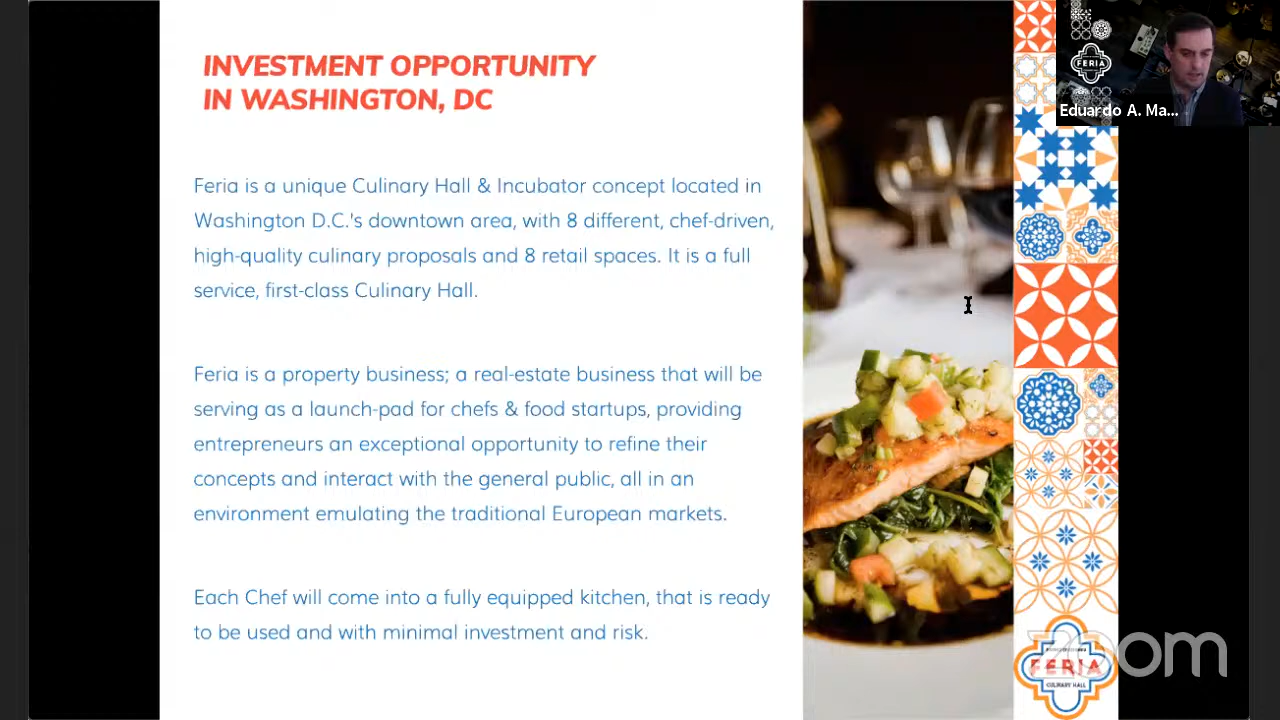 INVESTMENT OPPORTUNITY
IN WASHINGTON, DC
FERIA
Eduardo A. Ma...
Feria is a unique Culinary Hall & Incubator concept located in
Washington D.C.'s downtown area, with 8 different, chef-driven,
high-quality culinary proposals and 8 retail spaces. It is a full
service, first-class Culinary Hall.
Feria is a property business; a real-estate business that will be
serving as a launch-pad for chefs & food startups, providing
entrepreneurs an exceptional opportunity to refine their
concepts and interact with the general public, all in an
environment emulating the traditional European markets.
Each Chef will come into a fully equipped kitchen, that is ready
to be used and with minimal investment and risk.
zoom
FERIA
CULINARY HALL